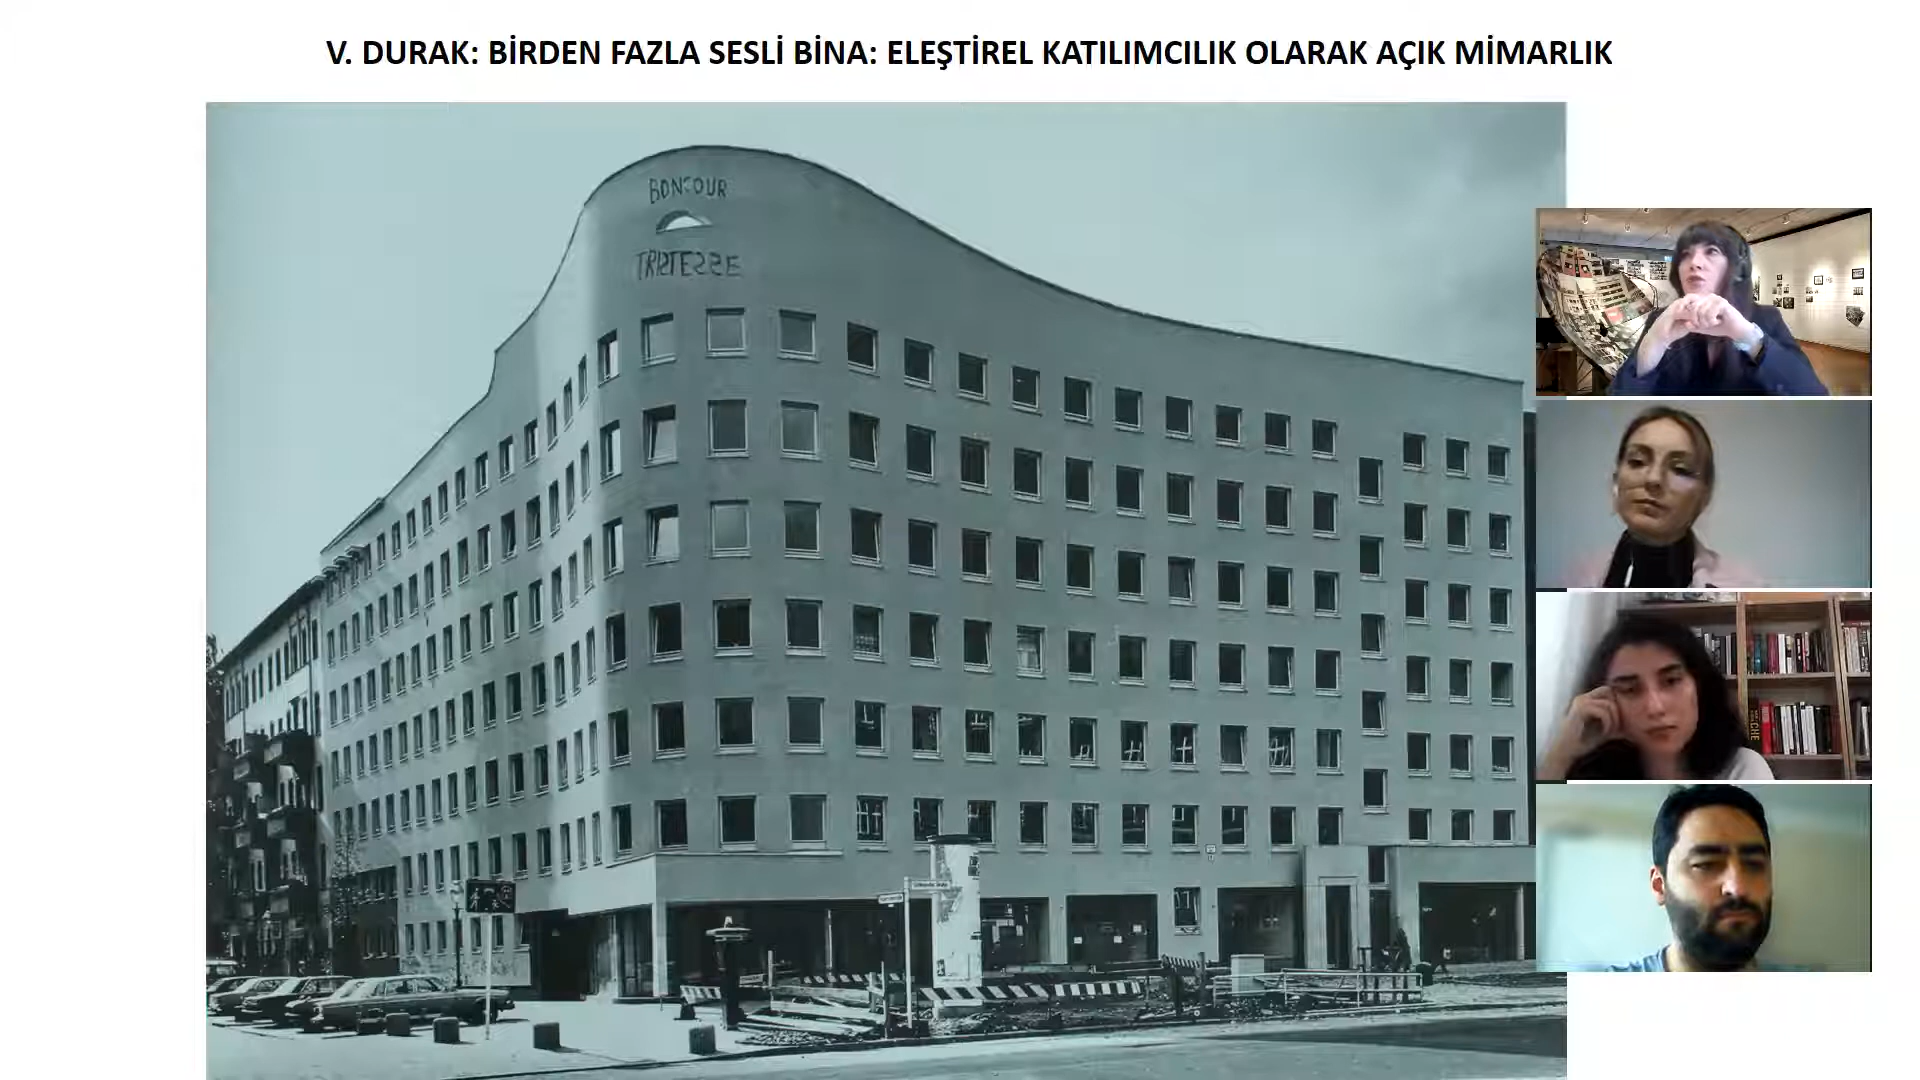 V. DURAK: BİRDEN FAZLA SESLİ BİNA: ELEŞTİREL KATILIMCILIK OLARAK AÇIK MİMARLIK
BONJOUR
TRISTESSE